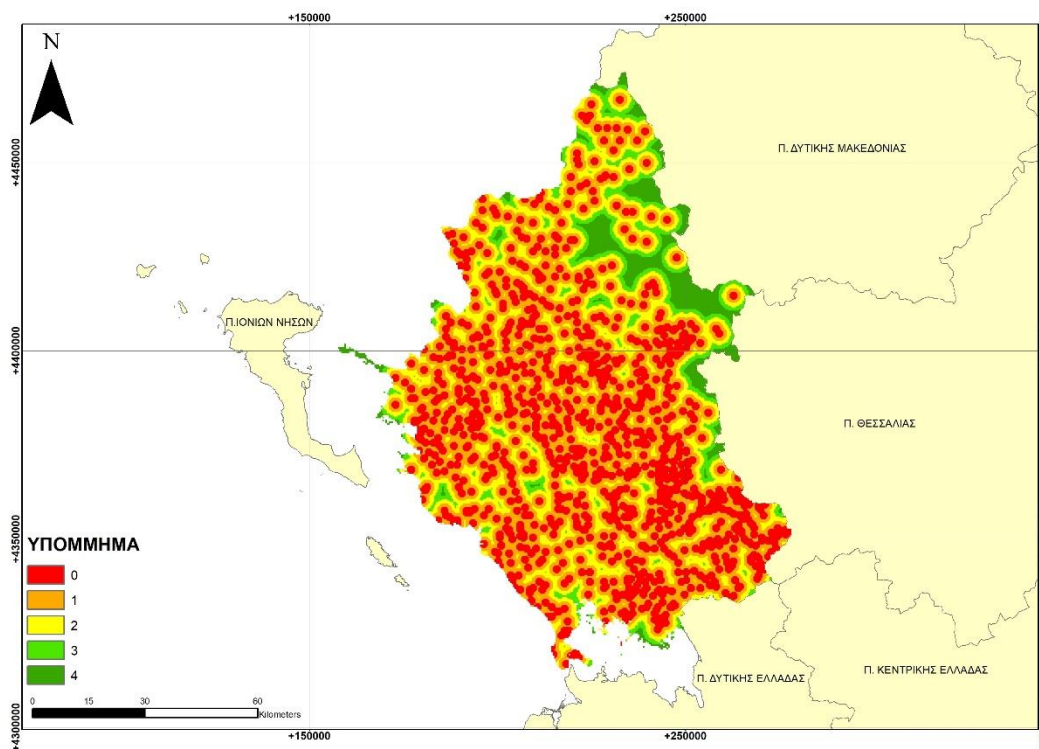 +150000
+250000
N
+4450000
Π. ΔΥΤΙΚΗΣ ΜΑΚΕΔΟΝΙΑΣ
Π.ΙΟΝΙΩΝ ΝΗΣΩΝ
+4400000
Π. ΘΕΣΣΑΛΙΑΣ
+4350000
ΥΠΟΜΜΗΜΑ
0
1
2
3
4
Π. ΔΥΤΙΚΗΣ ΕΛΛΑΔΑΣ
Π. ΚΕΝΤΡΙΚΗΣ ΕΛΛΑΔΑΣ
0 15 30 60
Kilometers
+4300000
+150000
+250000